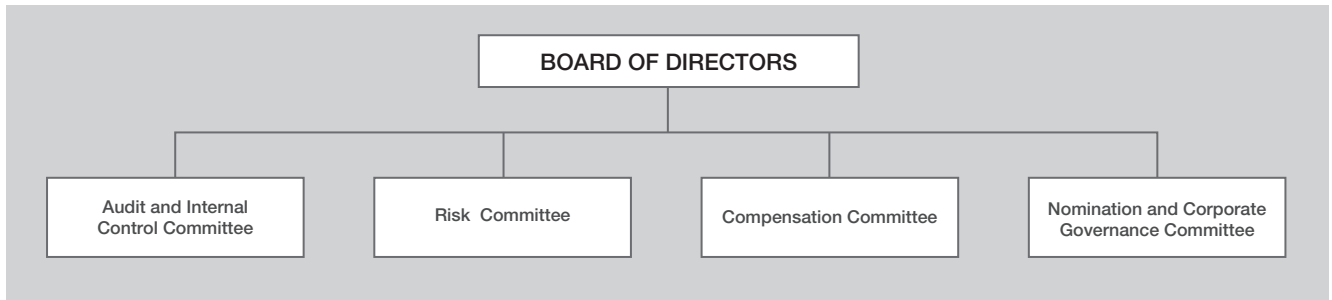 BOARD OF DIRECTORS
Audit and Internal
Control Committee
Risk Committee
Compensation Committee
Nomination and Corporate
Governance Committee